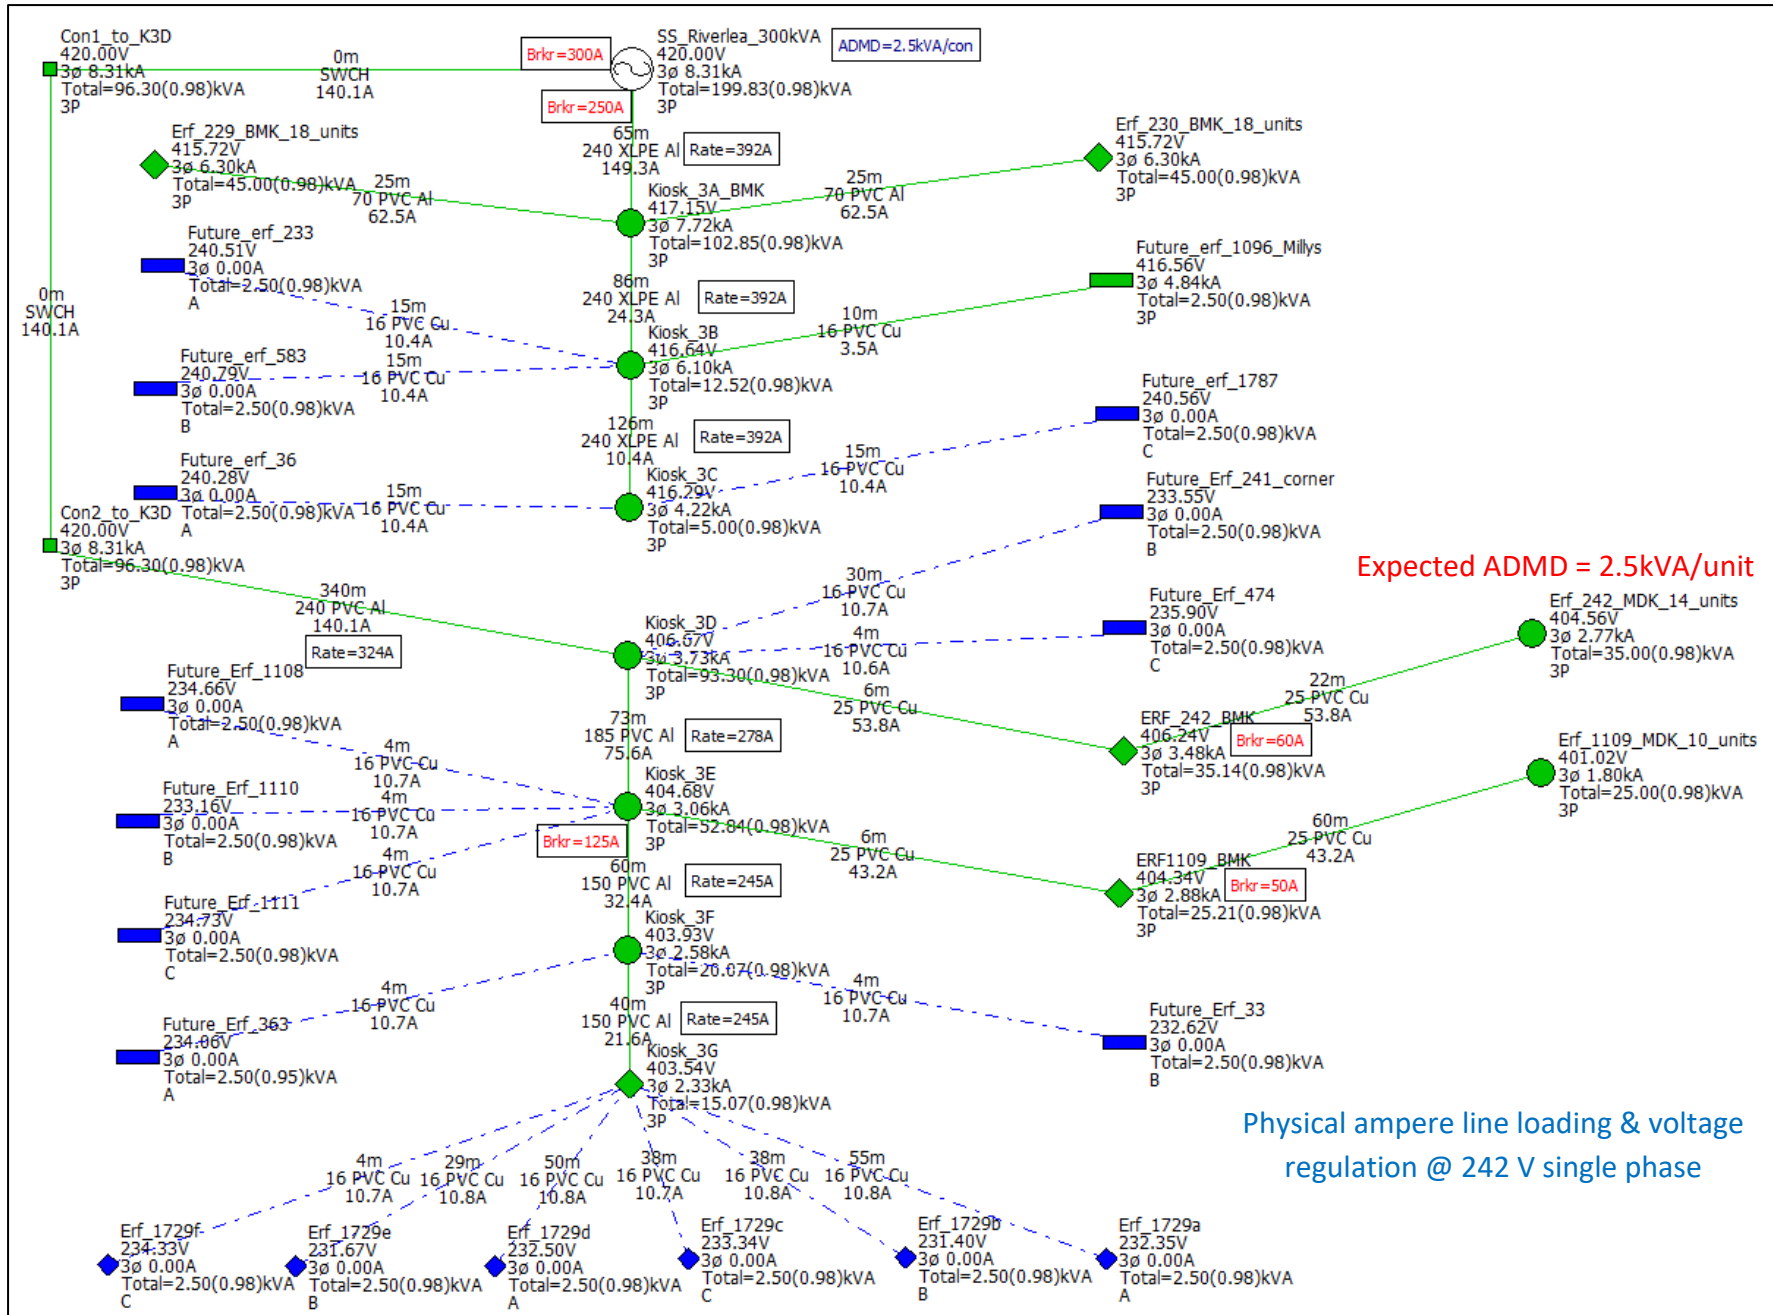 Con1_to_K3D
420.00V
3ø 8.31kA
Total=96.30(0.98)kVA
3P
0m
SWCH
140.1A
Brkr=300A
SS_Riverlea_300kVA
420.00V
3ø 8.31kA
Total=199.83(0.98)kVA
3P
ADMD=2.5kVA/con
Brkr=250A
65m
240 XLPE Al
149.3A
Rate=392A
Erf_229_BMK_18_units
415.72V
3ø 6.30kA
Total=45.00(0.98)kVA
3P
25m
70 PVC Al
62.5A
Erf_230_BMK_18_units
415.72V
3ø 6.30kA
Total=45.00(0.98)kVA
3P
25m
70 PVC Al
62.5A
Kiosk_3A_BMK
417.15V
3ø 7.72kA
Total=102.85(0.98)kVA
3P
Future_erf_233
240.51V
3ø 0.00A
Total=2.50(0.98)kVA
A
15m
16 PVC Cu
10.4A
86m
240 XLPE Al
24.3A
Rate=392A
Future_erf_1096_Millys
416.56V
3ø 4.84kA
Total=2.50(0.98)kVA
3P
10m
16 PVC Cu
3.5A
0m
SWCH
140.1A
Kiosk_3B
416.64V
3ø 6.10kA
Total=12.52(0.98)kVA
3P
Future_erf_583
240.79V
3ø 0.00A
Total=2.50(0.98)kVA
B
15m
16 PVC Cu
10.4A
126m
240 XLPE Al
10.4A
Rate=392A
Future_erf_1787
240.56V
3ø 0.00A
Total=2.50(0.98)kVA
C
15m
16 PVC Cu
10.4A
Future_erf_36
240.28V
3ø 0.00A
Total=2.50(0.98)kVA
A
15m
16 PVC Cu
10.4A
Kiosk_3C
416.29V
3ø 4.22kA
Total=5.00(0.98)kVA
3P
Future_Erf_241_corner
233.55V
3ø 0.00A
Total=2.50(0.98)kVA
B
30m
16 PVC Cu
10.7A
Con2_to_K3D
420.00V
3ø 8.31kA
Total=96.30(0.98)kVA
3P
340m
240 PVC Al
140.1A
Rate=324A
Expected ADMD = 2.5kVA/unit
Future_Erf_474
235.90V
3ø 0.00A
Total=2.50(0.98)kVA
C
4m
16 PVC Cu
10.6A
Erf_242_MDK_14_units
404.56V
3ø 2.77kA
Total=35.00(0.98)kVA
3P
Kiosk_3D
406.67V
3ø 3.73kA
Total=93.30(0.98)kVA
3P
6m
25 PVC Cu
53.8A
22m
25 PVC Cu
53.8A
Future_Erf_1108
234.66V
3ø 0.00A
Total=2.50(0.98)kVA
A
4m
16 PVC Cu
10.7A
73m
185 PVC Al
75.6A
Rate=278A
ERF_242_BMK
406.24V
3ø 3.48kA
Total=35.14(0.98)kVA
3P
Brkr=60A
Erf_1109_MDK_10_units
401.02V
3ø 1.80kA
Total=25.00(0.98)kVA
3P
Future_Erf_1110
233.16V
3ø 0.00A
Total=2.50(0.98)kVA
B
4m
16 PVC Cu
10.7A
Kiosk_3E
404.68V
3ø 3.06kA
Total=52.84(0.98)kVA
3P
Brkr=125A
6m
25 PVC Cu
43.2A
60m
25 PVC Cu
43.2A
4m
16 PVC Cu
10.7A
60m
150 PVC Al
32.4A
Rate=245A
ERF1109_BMK
404.34V
3ø 2.88kA
Total=25.21(0.98)kVA
3P
Brkr=50A
Future_Erf_1111
234.73V
3ø 0.00A
Total=2.50(0.98)kVA
C
Kiosk_3F
403.93V
3ø 2.58kA
Total=20.07(0.98)kVA
3P
4m
16 PVC Cu
10.7A
4m
16 PVC Cu
10.7A
Future_Erf_363
234.06V
3ø 0.00A
Total=2.50(0.95)kVA
A
40m
150 PVC Al
21.6A
Rate=245A
Future_Erf_33
232.62V
3ø 0.00A
Total=2.50(0.98)kVA
B
Kiosk_3G
403.54V
3ø 2.33kA
Total=15.07(0.98)kVA
3P
Physical ampere line loading & voltage
regulation @ 242 V single phase
4m
16 PVC Cu
10.7A
29m
16 PVC Cu
10.8A
50m
16 PVC Cu
10.8A
38m
16 PVC Cu
10.7A
38m
16 PVC Cu
10.8A
55m
16 PVC Cu
10.8A
Erf_1729f
234.33V
3ø 0.00A
Total=2.50(0.98)kVA
C
Erf_1729e
231.67V
3ø 0.00A
Total=2.50(0.98)kVA
B
Erf_1729d
232.50V
3ø 0.00A
Total=2.50(0.98)kVA
A
Erf_1729c
233.34V
3ø 0.00A
Total=2.50(0.98)kVA
C
Erf_1729b
231.40V
3ø 0.00A
Total=2.50(0.98)kVA
B
Erf_1729a
232.35V
3ø 0.00A
Total=2.50(0.98)kVA
A